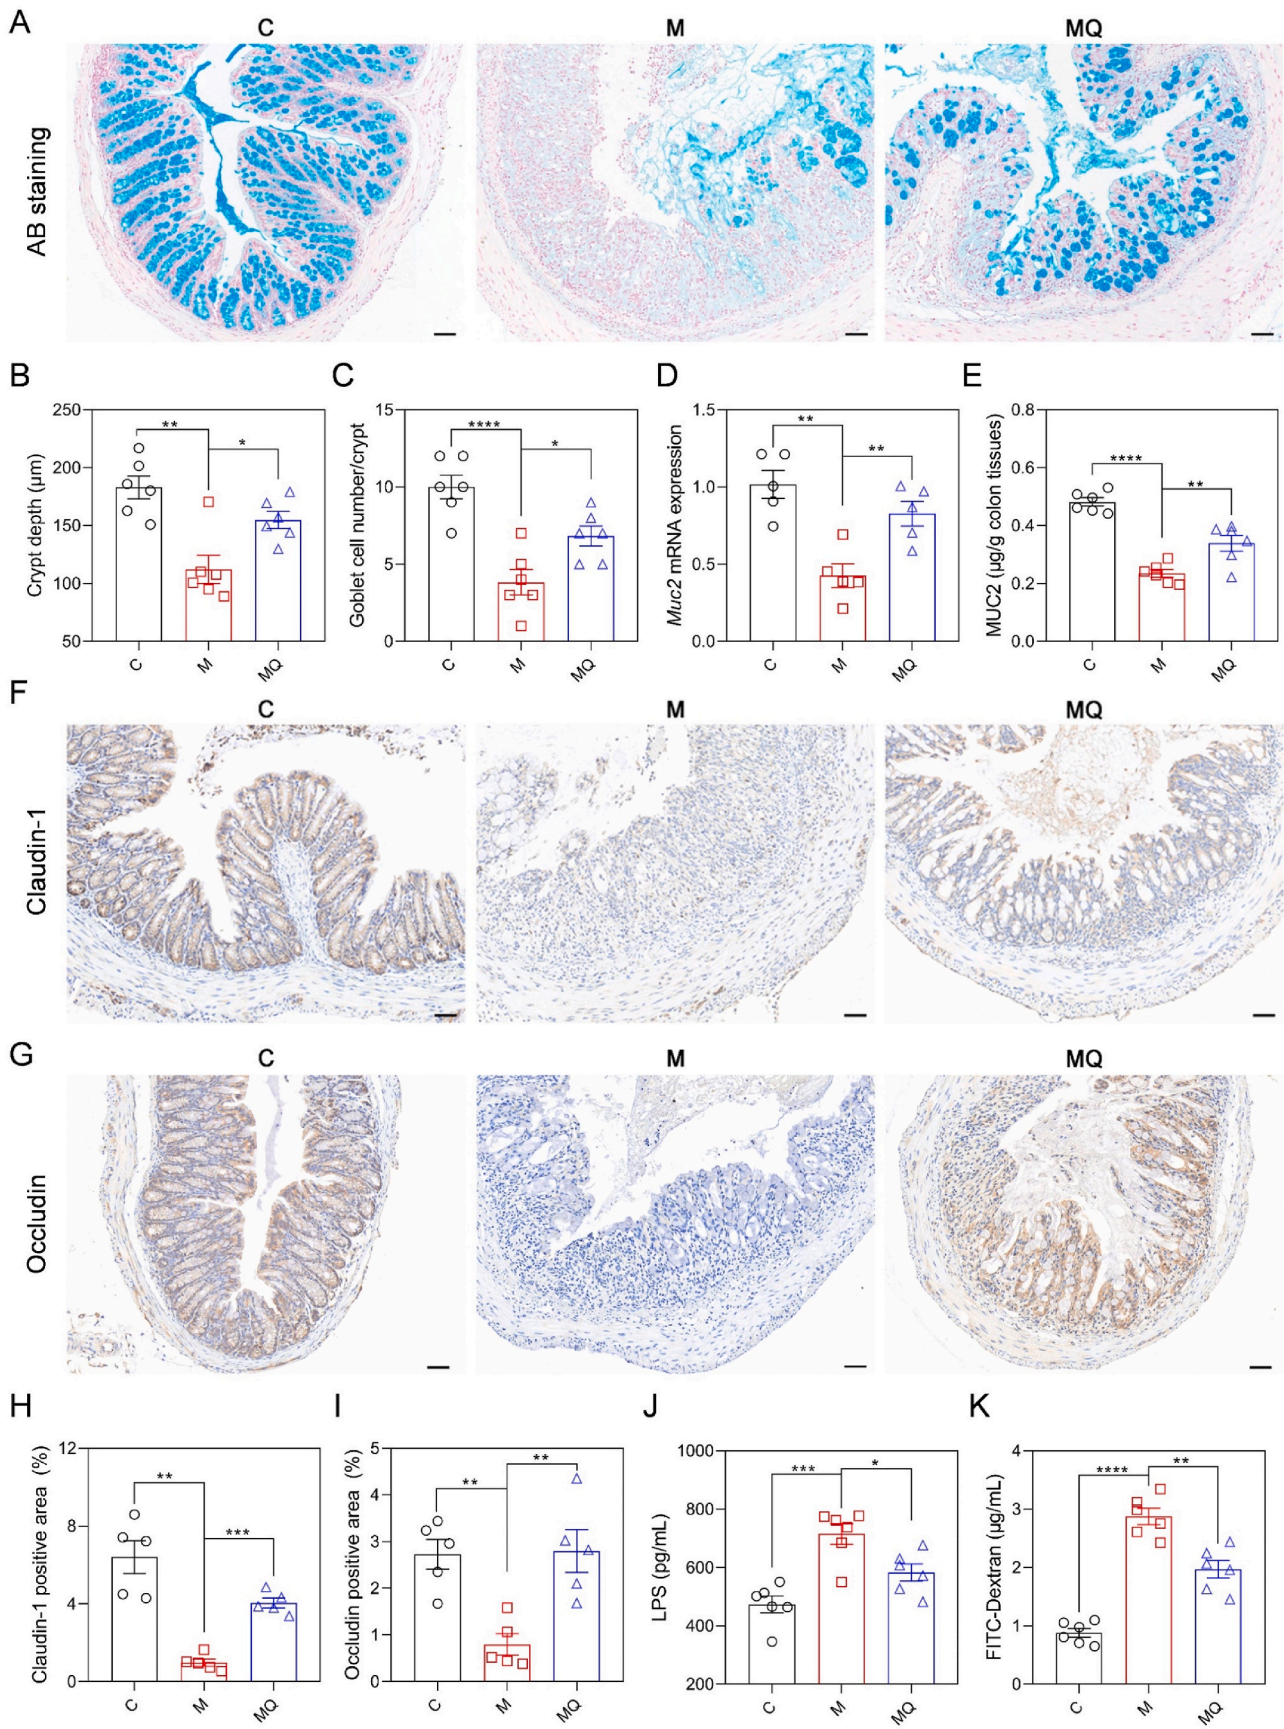 A
C M MQ
AB staining
B C D E
Crypt depth (μm)
250
200
150
100
50
** *
C M MQ
Goblet cell number/crypt
15
10
5
0
**** *
C M MQ
Muc2 mRNA expression
1.5
1.0
0.5
0.0
** **
C M MQ
MUC2 (μg/g colon tissues)
0.8
0.6
0.4
0.2
0.0
**** **
C M MQ
F
C M MQ
Claudin-1
G
C M MQ
Occludin
H I J K
Claudin-1 positive area (%)
12
8
4
0
** ***
C M MQ
Occludin positive area (%)
5
4
3
2
1
0
** **
C M MQ
LPS (pg/mL)
1000
800
600
400
200
*** *
C M MQ
FITC-Dextran (μg/mL)
4
3
2
1
0
**** **
C M MQ